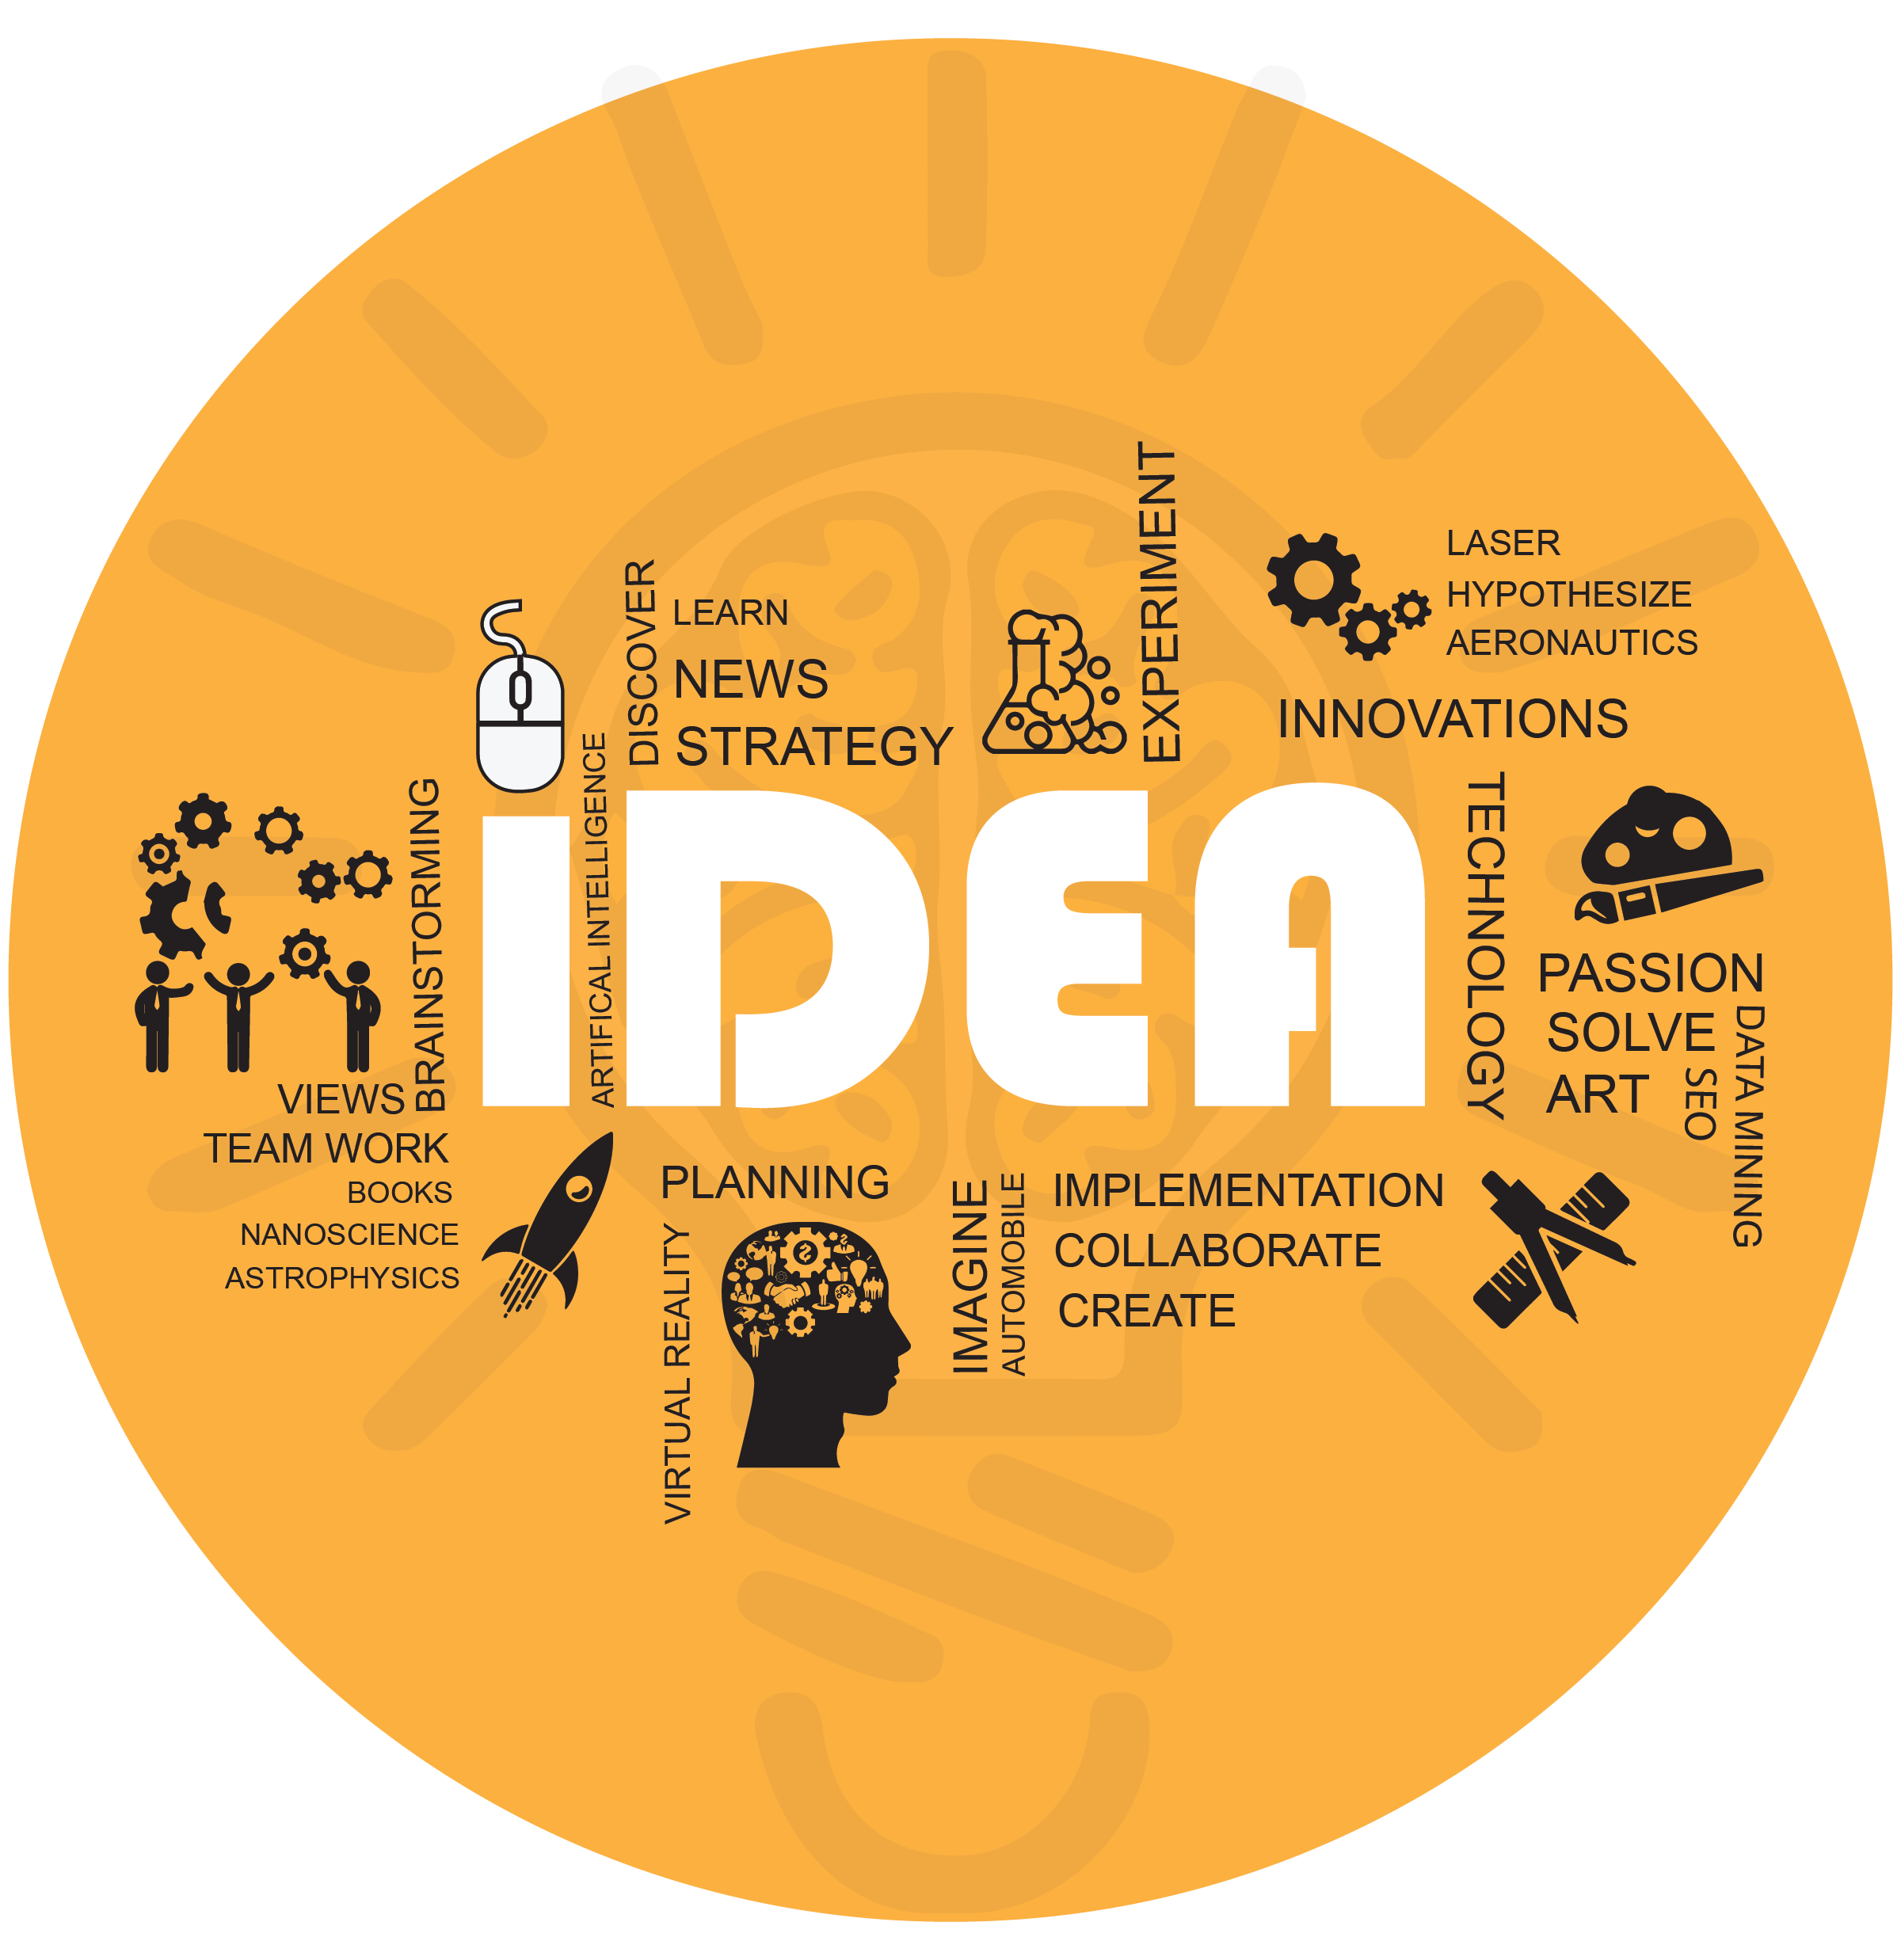 EXPERIMENT
LASER
HYPOTHESIZE
AERONAUTICS
DISCOVER
LEARN
NEWS
STRATEGY
INNOVATIONS
BRAINSTORMING
ARTIFICAL INTELLIGENCE
IDEA
TECHNOLOGY
PASSION
SOLVE
ART
SEO
DATA MINING
VIEWS
TEAM WORK
BOOKS
NANOSCIENCE
ASTROPHYSICS
PLANNING
VIRTUAL REALITY
IMAGINE
AUTOMOBILE
IMPLEMENTATION
COLLABORATE
CREATE